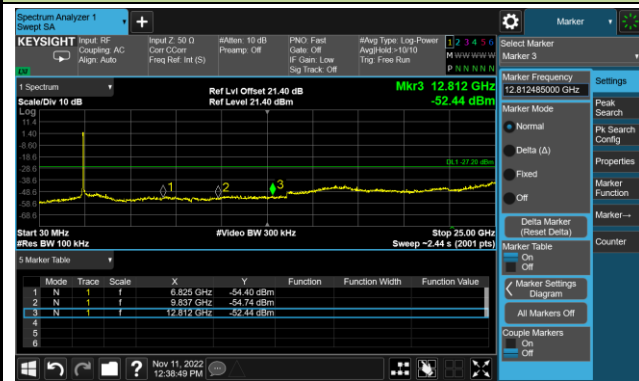 Spectrum Analyzer 1
Swept SA
Marker
KEYSIGHT
Input: RF
Coupling: AC
Align: Auto
Input Z: 50 Ω
Corr CCorr
Freq Ref: Int (S)
#Atten: 10 dB
Preamp: Off
PNO: Fast
Gate: Off
IF Gain: Low
Sig Track: Off
#Avg Type: Log-Power
Avg|Hold:>10/10
Trig: Free Run
1 2 3 4 5 6
M W W W W W
P N N N N N
LXI
Select Marker
Marker 3
1 Spectrum
Scale/Div 10 dB
Log
Ref Lvl Offset 21.40 dB
Ref Level 21.40 dBm
Mkr3 12.812 GHz
-52.44 dBm
11.4
1.40
-8.60
-18.6
-28.6
-38.6
-48.6
-58.6
-68.6
DL1 -27.20 dBm
1
2
3
Start 30 MHz
#Res BW 100 kHz
#Video BW 300 kHz
Stop 25.00 GHz
Sweep ~2.44 s (2001 pts)
5 Marker Table
Mode Trace Scale X Y Function Function Width Function Value
1 N 1 f 6.825 GHz -54.40 dBm
2 N 1 f 9.837 GHz -54.74 dBm
3 N 1 f 12.812 GHz -52.44 dBm
4
5
6
Marker Frequency
12.812485000 GHz
Marker Mode
Normal
Delta (Δ)
Fixed
Off
Delta Marker
(Reset Delta)
Marker Table
On
Off
Marker Settings
Diagram
All Markers Off
Couple Markers
On
Off
Settings
Peak
Search
Pk Search
Config
Properties
Marker
Function
Marker→
Counter
?
Nov 11, 2022
12:38:49 PM